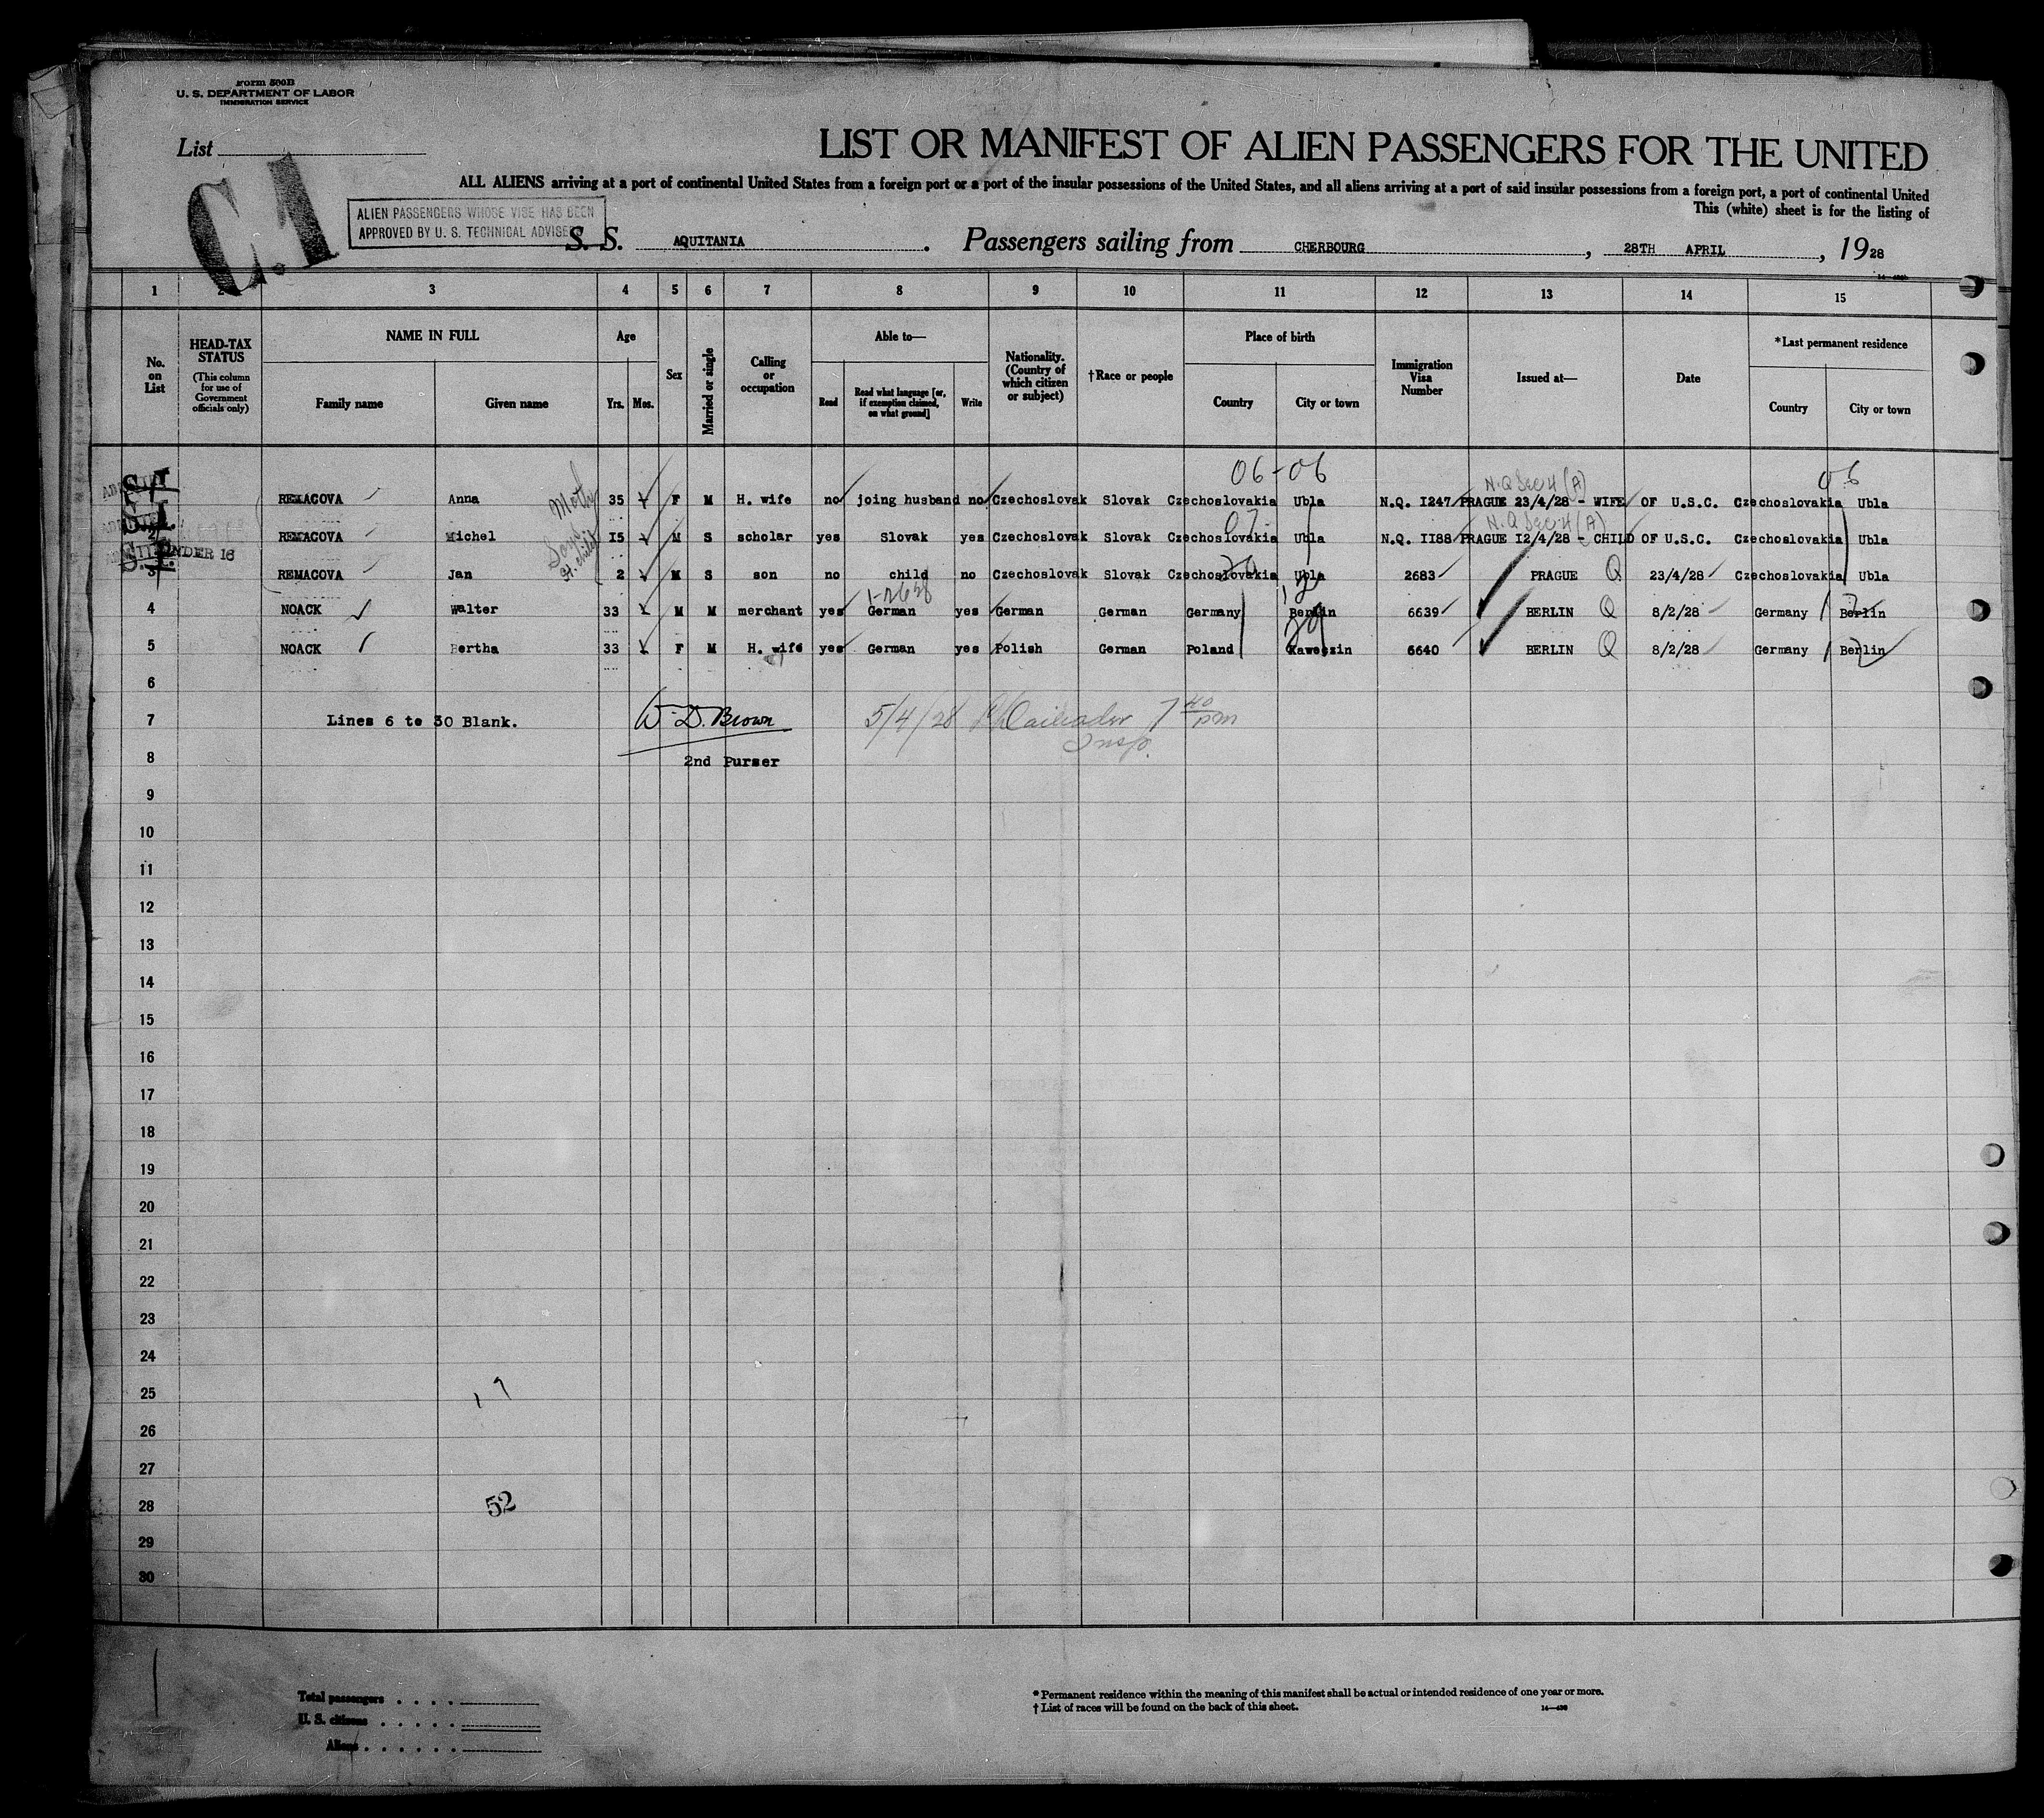 Form 500B
U. S. DEPARTMENT OF LABOR
IMMIGRATION SERVICE
List
C.1
LIST OR MANIFEST OF ALIEN PASSENGERS FOR THE UNITED
ALL ALIENS arriving at a port of continental United States from a foreign port or a port of the insular possessions of the United States, and all aliens arriving at a port of said insular possessions from a foreign port, a port of continental United
This (white) sheet is for the listing of
ALIEN PASSENGERS WHOSE VISE HAS BEEN
APPROVED BY U. S. TECHNICAL ADVISER
S. S. AQUITANIA. Passengers sailing from CHERBOURG, 28TH APRIL, 1928
1 2 3 4 5 6 7 8 9 10 11 12 13 14 15
No. on List
HEAD-TAX STATUS
(This column for use of Government officials only)
NAME IN FULL
Family name Given name
Age
Yrs. Mos.
Sex
Married or single
Calling or occupation
Able to—
Read
Read what language [or, if exemption claimed, on what ground]
Write
Nationality. (Country of which citizen or subject)
†Race or people
Place of birth
Country City or town
Immigration Visa Number
Issued at—
Date
*Last permanent residence
Country City or town
06-06 06
N.Q Sec 4 (A)
S.I. REMACOVA Anna Moth 35 F M H. wife no joing husband no Czechoslovak Slovak Czechoslovakia Ubla N.Q. I247 PRAGUE 23/4/28 - WIFE OF U.S.C. Czechoslovakia Ubla
N.Q Sec 4 (A)
S.I. 2 REMACOVA Michel Son 15 M S scholar yes Slovak yes Czechoslovak Slovak Czechoslovakia Ubla N.Q. II88 PRAGUE I2/4/28 - CHILD OF U.S.C. Czechoslovakia Ubla
UNDER 16
S.I. 3 REMACOVA Jan 2 M S son no child no Czechoslovak Slovak Czechoslovakia Ubla 2683 PRAGUE Q 23/4/28 Czechoslovakia Ubla
4 NOACK Walter 33 M M merchant yes German yes German German Germany Berlin 6639 BERLIN Q 8/2/28 Germany Berlin
5 NOACK Bertha 33 F M H. wife yes German yes Polish German Poland Kaweszin 6640 BERLIN Q 8/2/28 Germany Berlin
6
7 Lines 6 to 30 Blank. W. D. Brown 5/4/28 7 40 pm
Insp.
8 2nd Purser
9
10
11
12
13
14
15
16
17
18
19
20
21
22
23
24
25
26
27
28 52
29
30
Total passengers . . . .
U. S. citizens . . . . .
Aliens . . . . . .
* Permanent residence within the meaning of this manifest shall be actual or intended residence of one year or more.
† List of races will be found on the back of this sheet.